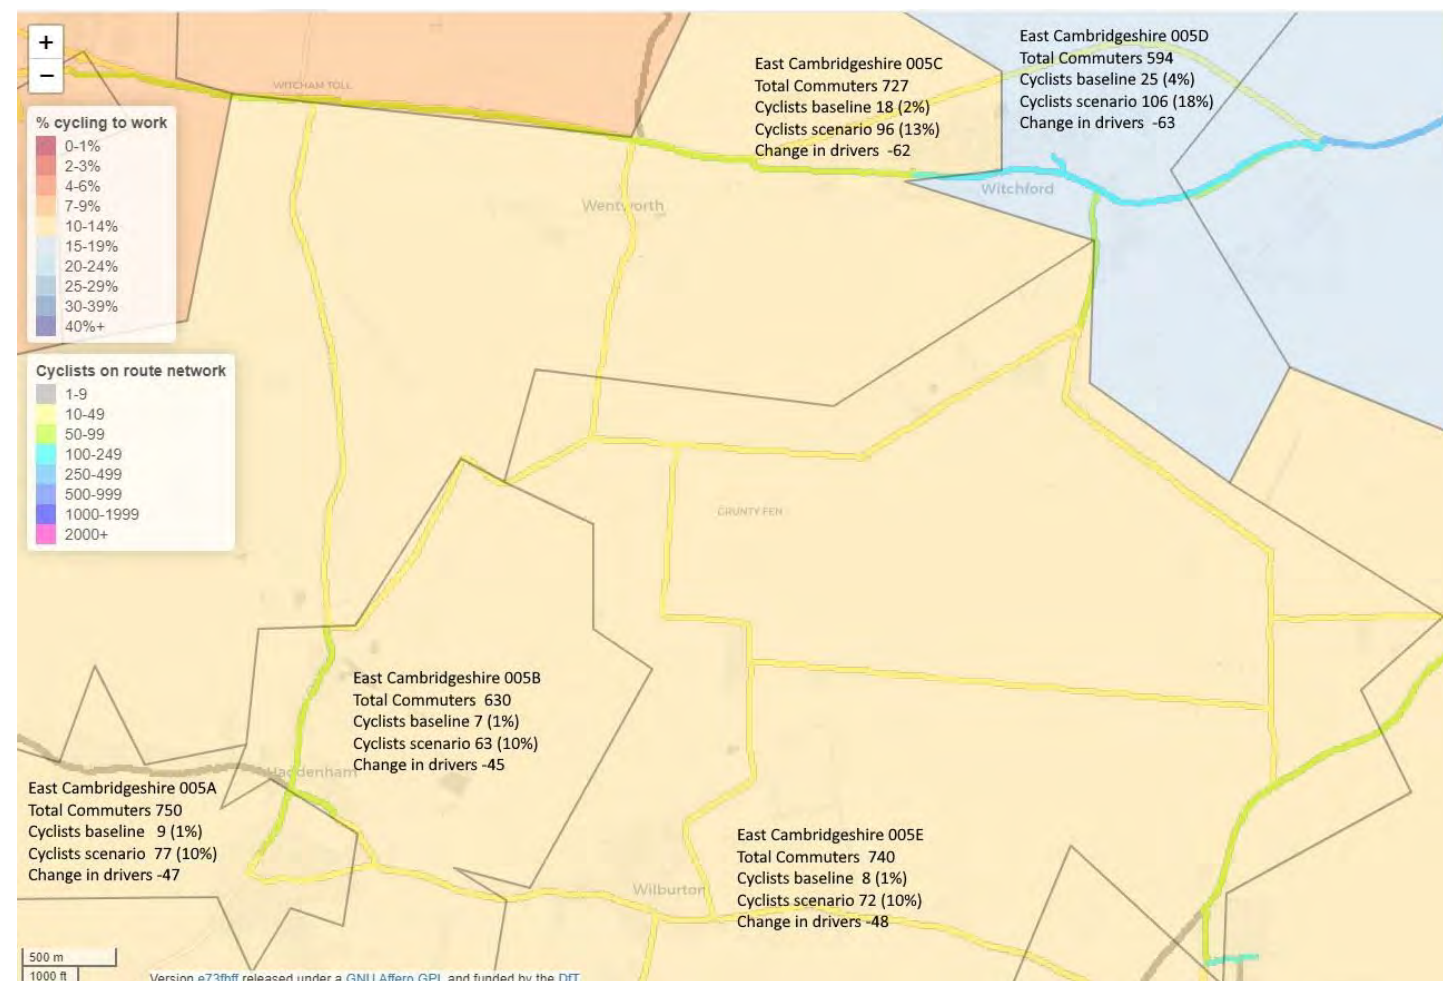 +
−
% cycling to work
0-1%
2-3%
4-6%
7-9%
10-14%
15-19%
20-24%
25-29%
30-39%
40%+
Cyclists on route network
1-9
10-49
50-99
100-249
250-499
500-999
1000-1999
2000+
WITCHAM TOLL
East Cambridgeshire 005C
Total Commuters 727
Cyclists baseline 18 (2%)
Cyclists scenario 96 (13%)
Change in drivers -62
East Cambridgeshire 005D
Total Commuters 594
Cyclists baseline 25 (4%)
Cyclists scenario 106 (18%)
Change in drivers -63
Witchford
Wentworth
GRUNTY FEN
East Cambridgeshire 005B
Total Commuters 630
Cyclists baseline 7 (1%)
Cyclists scenario 63 (10%)
Change in drivers -45
Haddenham
East Cambridgeshire 005A
Total Commuters 750
Cyclists baseline 9 (1%)
Cyclists scenario 77 (10%)
Change in drivers -47
East Cambridgeshire 005E
Total Commuters 740
Cyclists baseline 8 (1%)
Cyclists scenario 72 (10%)
Change in drivers -48
Wilburton
500 m
1000 ft
Version e73fbff released under a GNU Affero GPL and funded by the DfT